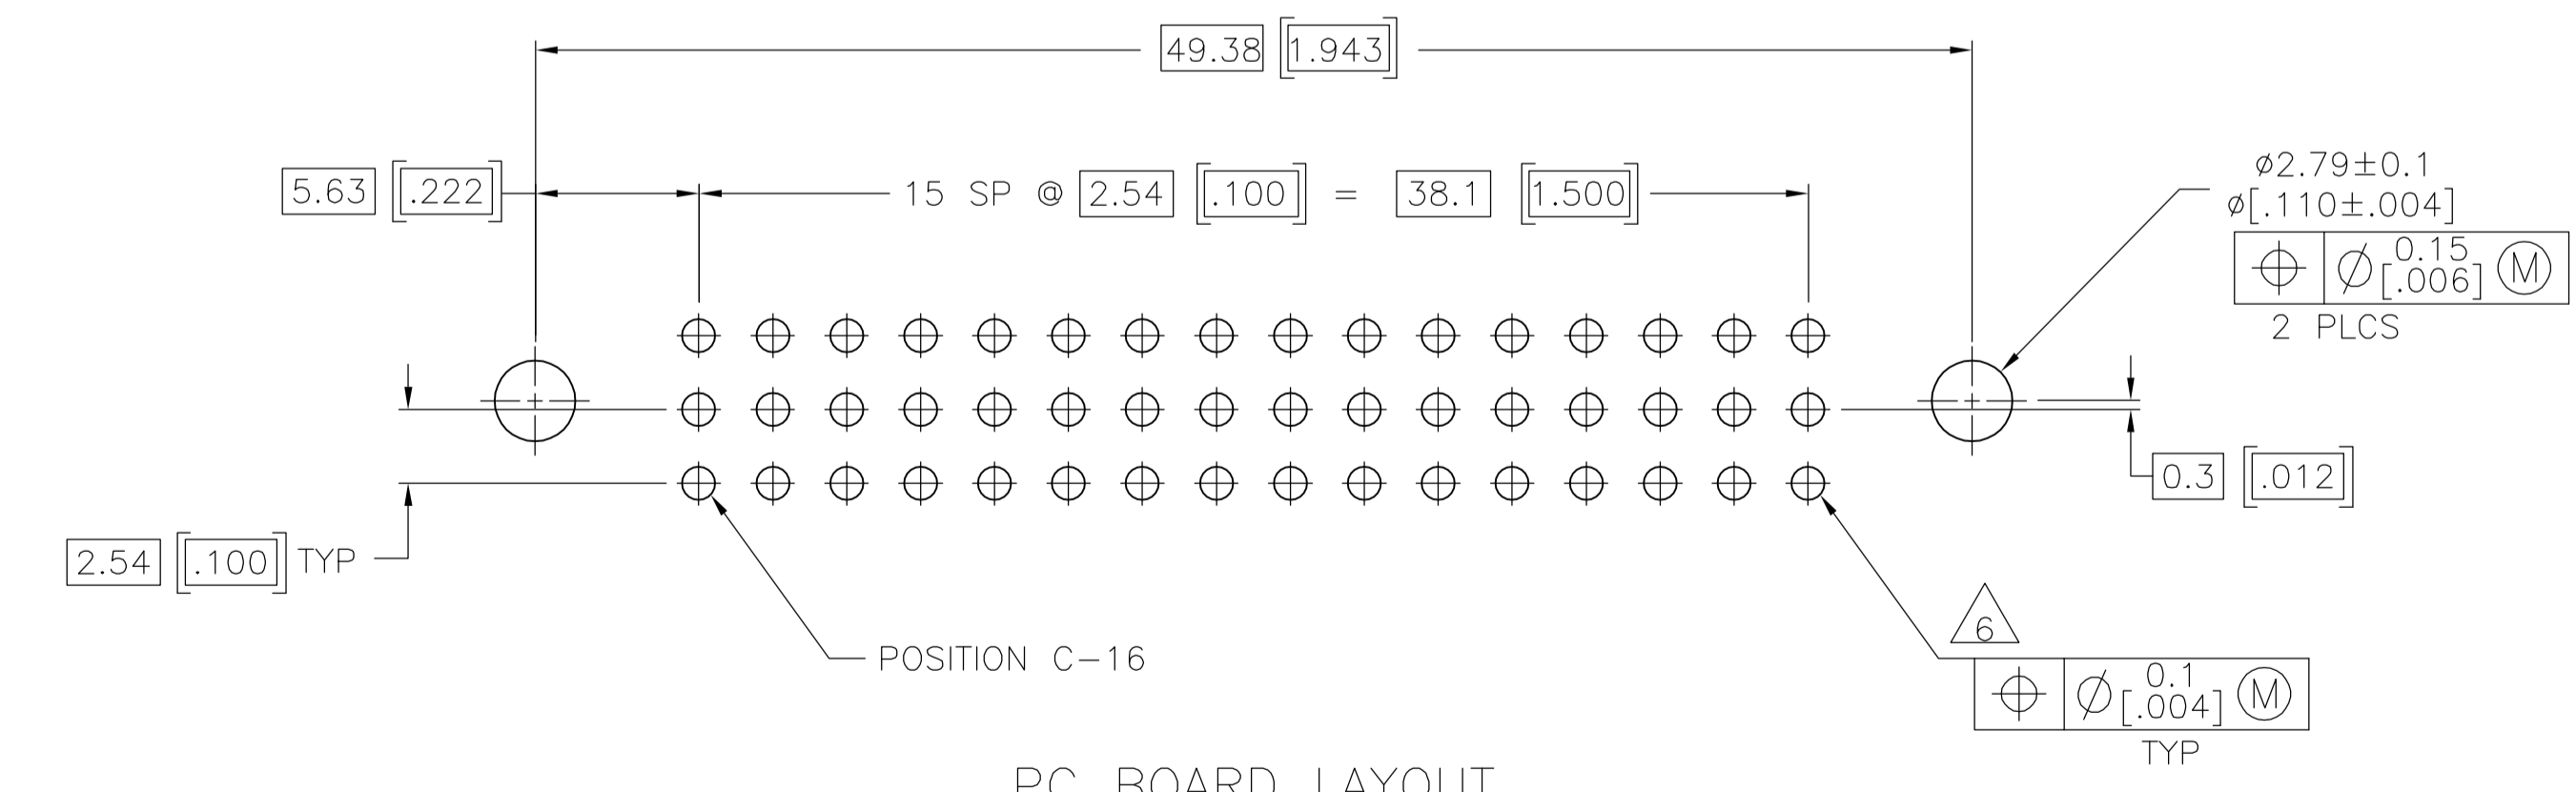 49.38 [1.943]
5.63 [.222]
15 SP @ 2.54 [.100] = 38.1 [1.500]
ø2.79±0.1
ø[.110±.004]
⌖ ø 0.15 [.006] Ⓜ
2 PLCS
0.3 [.012]
2.54 [.100] TYP
POSITION C-16
6
⌖ ø 0.1 [.004] Ⓜ
TYP
PC BOARD LAYOUT